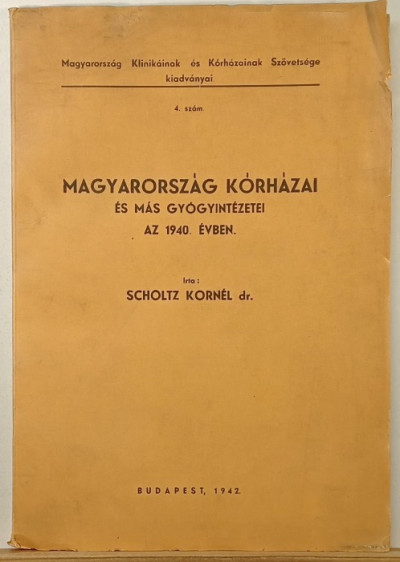 Magyarország Klinikáinak és Kórházainak Szövetsége
kiadványai
4. szám.
MAGYARORSZÁG KÓRHÁZAI
ÉS MÁS GYÓGYINTÉZETEI
AZ 1940. ÉVBEN.
Irta:
SCHOLTZ KORNÉL dr.
BUDAPEST, 1942.